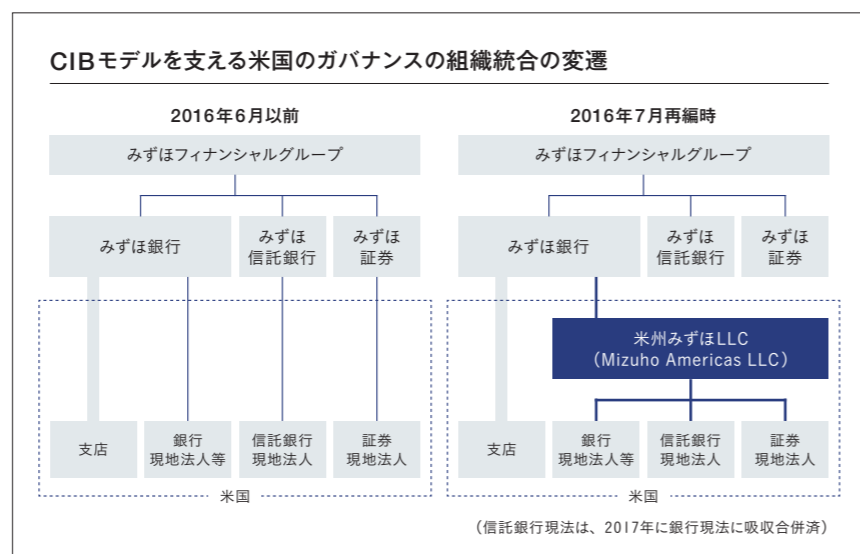 CIBモデルを支える米国のガバナンスの組織統合の変遷
2016年6月以前
みずほフィナンシャルグループ
みずほ銀行
みずほ
信託銀行
みずほ
証券
支店
銀行
現地法人等
信託銀行
現地法人
証券
現地法人
米国
2016年7月再編時
みずほフィナンシャルグループ
みずほ銀行
みずほ
信託銀行
みずほ
証券
米州みずほLLC
（Mizuho Americas LLC）
支店
銀行
現地法人等
信託銀行
現地法人
証券
現地法人
米国
（信託銀行現法は、2017年に銀行現法に吸収合併済）